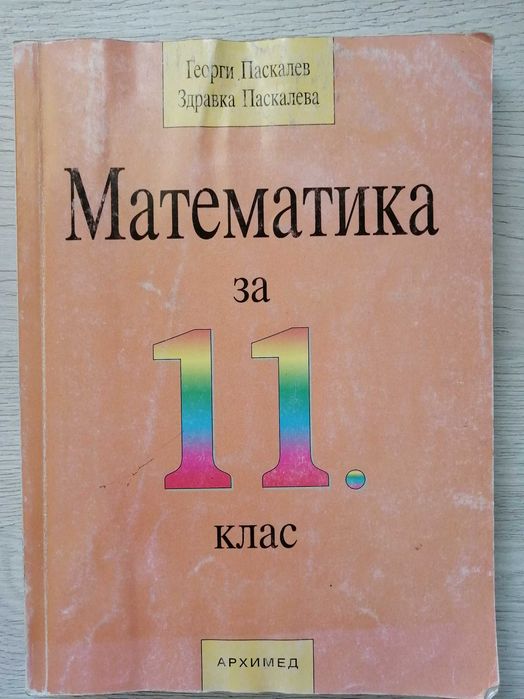 Георги Паскалев
Здравка Паскалева
Математика
за
11.
клас
АРХИМЕД